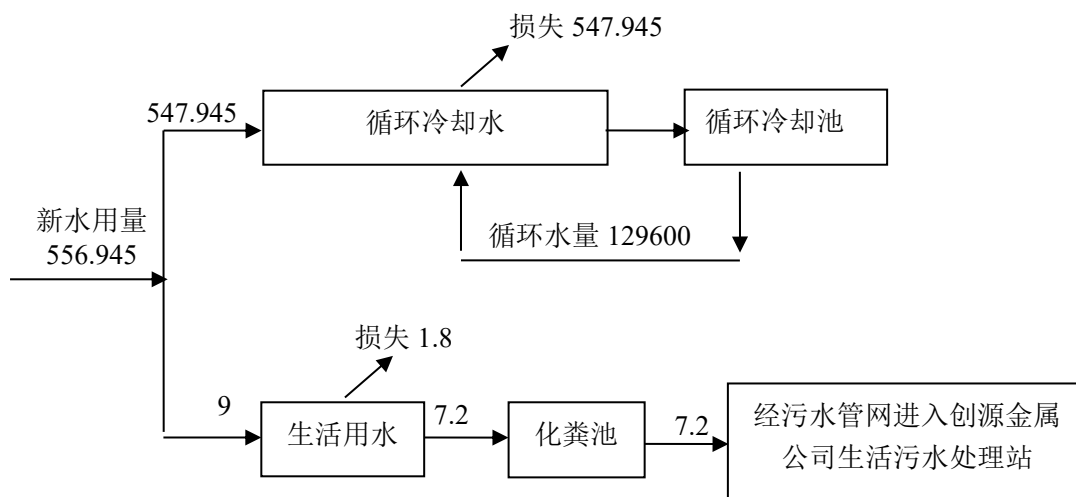 损失 547.945
547.945
循环冷却水
循环冷却池
新水用量
556.945
循环水量 129600
损失 1.8
9
生活用水
7.2
化粪池
7.2
经污水管网进入创源金属
公司生活污水处理站